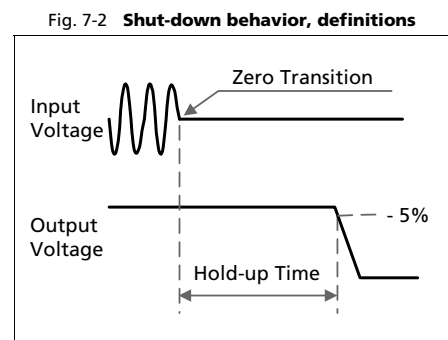 Fig. 7-2 Shut-down behavior, definitions
Zero Transition
Input
Voltage
Output
Voltage
- 5%
Hold-up Time